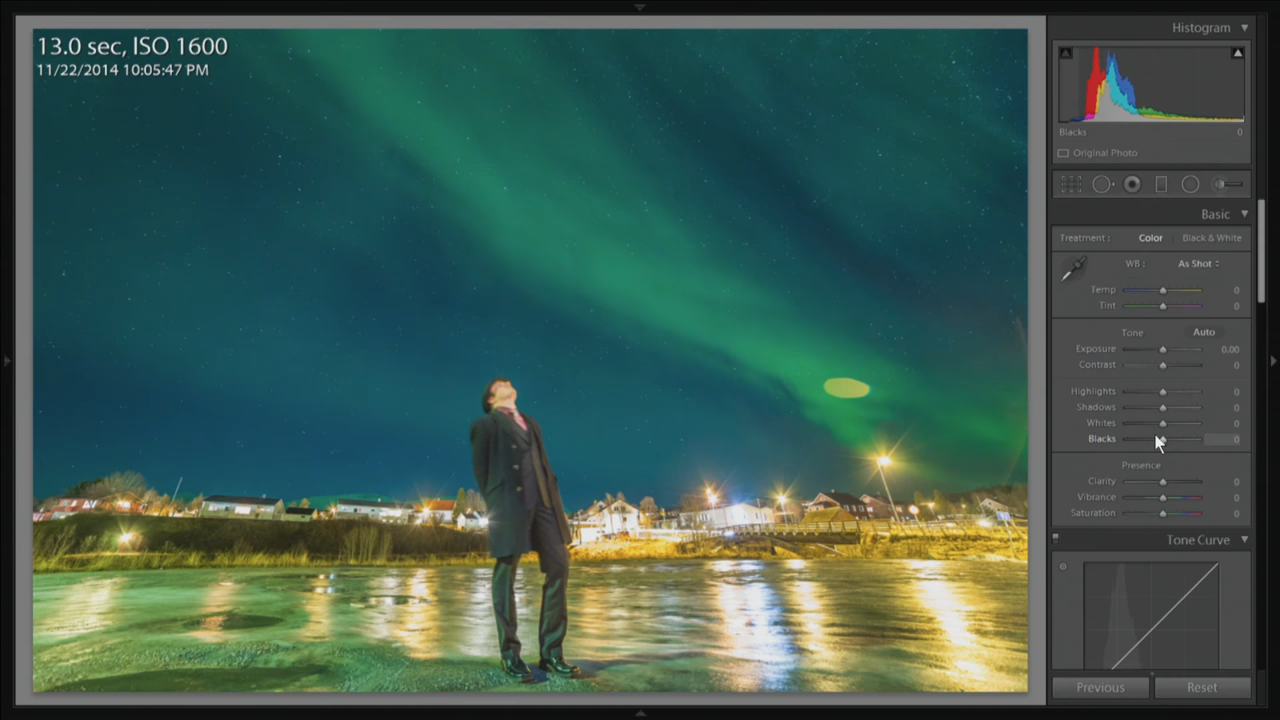 13.0 sec, ISO 1600
11/22/2014 10:05:47 PM
Histogram
Blacks 0
Original Photo
Basic
Treatment : Color Black & White
WB : As Shot
Temp 0
Tint 0
Tone Auto
Exposure 0.00
Contrast 0
Highlights 0
Shadows 0
Whites 0
Blacks 0
Presence
Clarity 0
Vibrance 0
Saturation 0
Tone Curve
Previous Reset